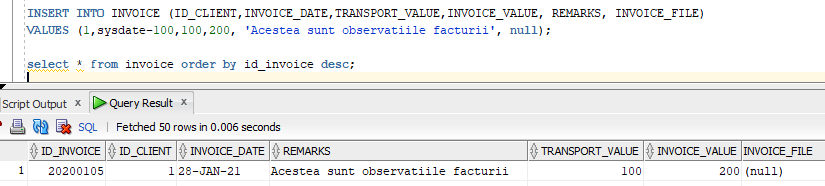 INSERT INTO INVOICE (ID_CLIENT,INVOICE_DATE,TRANSPORT_VALUE,INVOICE_VALUE, REMARKS, INVOICE_FILE)
VALUES (1,sysdate-100,100,200, 'Acestea sunt observatiile facturii', null);
select * from invoice order by id_invoice desc;
Script Output x Query Result x
SQL | Fetched 50 rows in 0.006 seconds
ID_INVOICE ID_CLIENT INVOICE_DATE REMARKS TRANSPORT_VALUE INVOICE_VALUE INVOICE_FILE
1 20200105 1 28-JAN-21 Acestea sunt observatiile facturii 100 200 (null)